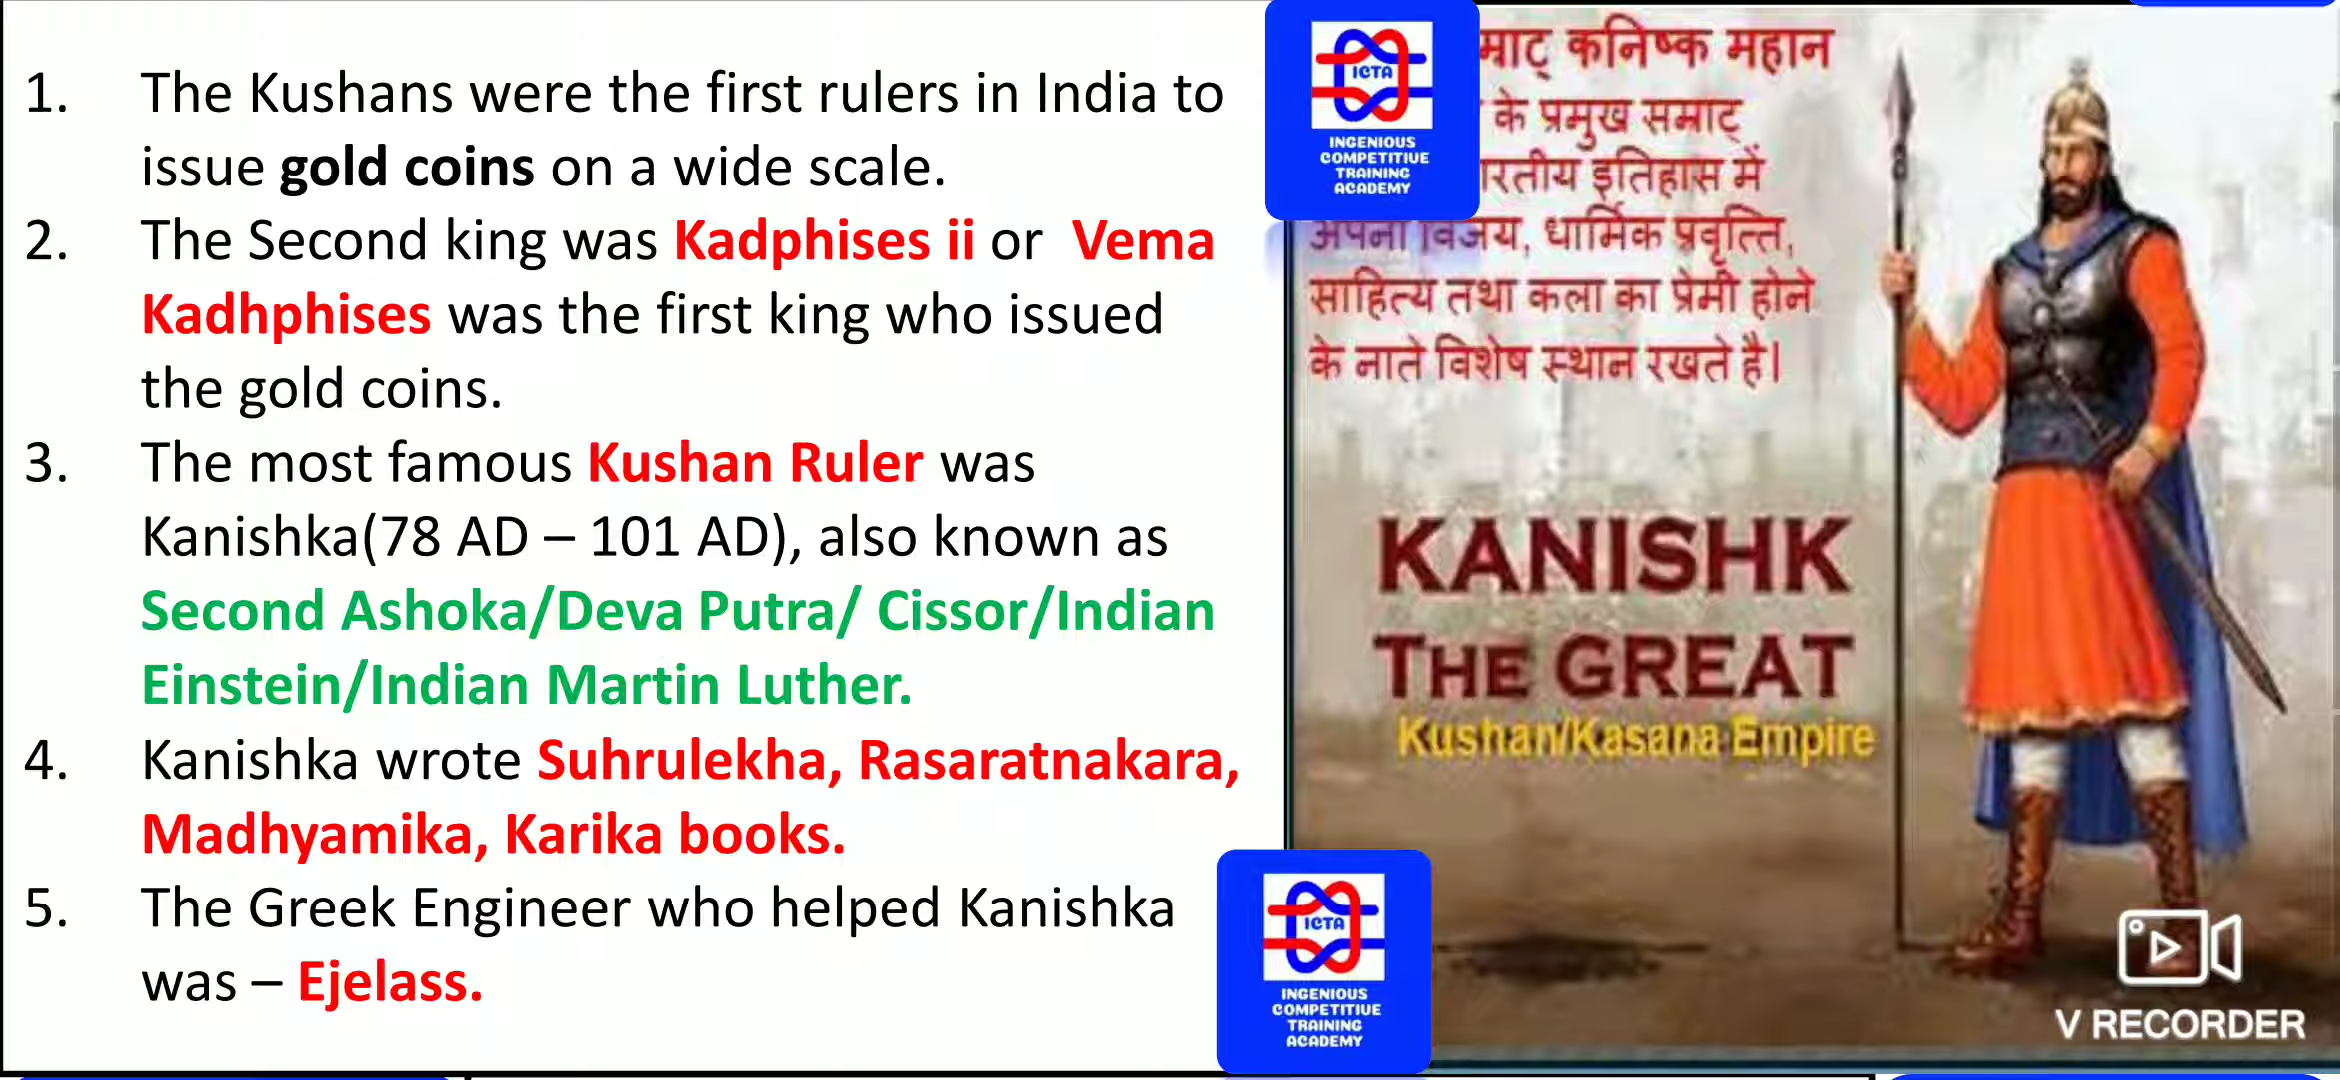 1. The Kushans were the first rulers in India to
issue gold coins on a wide scale.
2. The Second king was Kadphises ii or Vema
Kadhphises was the first king who issued
the gold coins.
3. The most famous Kushan Ruler was
Kanishka(78 AD – 101 AD), also known as
Second Ashoka/Deva Putra/ Cissor/Indian
Einstein/Indian Martin Luther.
4. Kanishka wrote Suhrulekha, Rasaratnakara,
Madhyamika, Karika books.
5. The Greek Engineer who helped Kanishka
was – Ejelass.
ICTA
INGENIOUS
COMPETITIUE
TRAINING
ACADEMY
कनिष्क महान
के प्रमुख सम्राट्
इतिहास में
अपनी विजय, धार्मिक प्रवृत्ति,
साहित्य तथा कला का प्रेमी होने
के नाते विशेष स्थान रखते है।
KANISHK
THE GREAT
Kushan/Kasana Empire
ICTA
INGENIOUS
COMPETITIUE
TRAINING
ACADEMY
V RECORDER